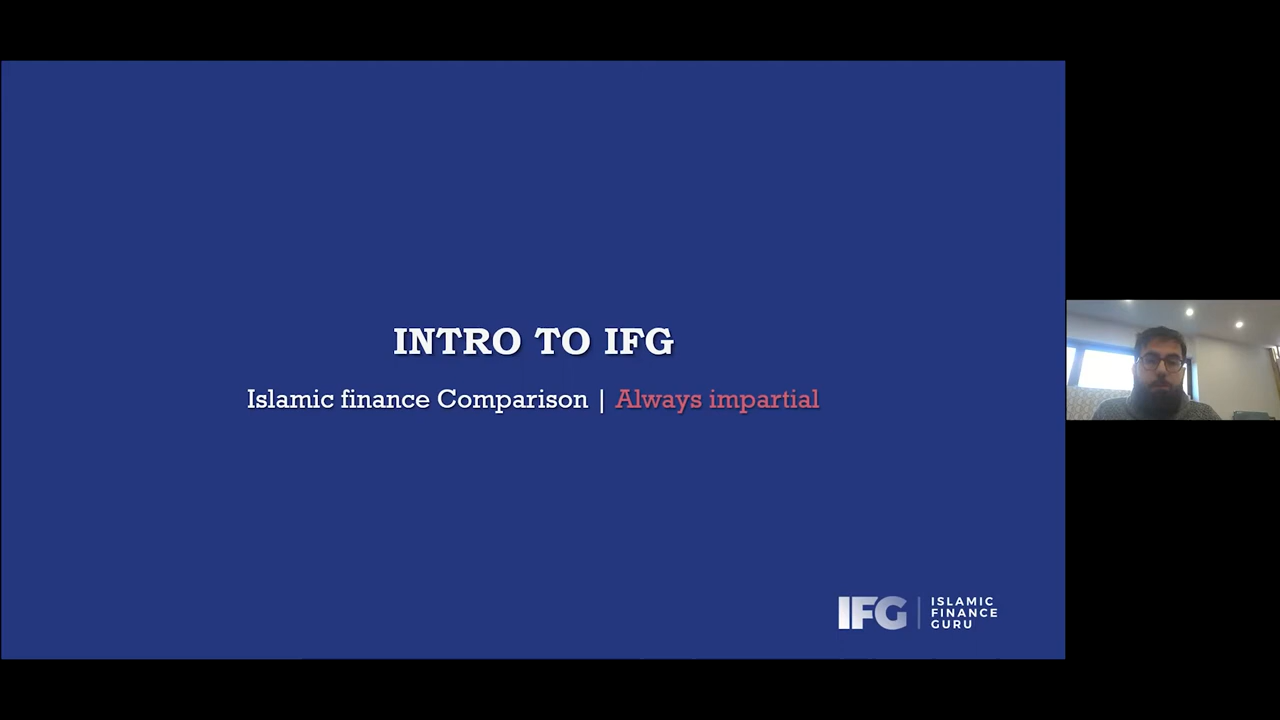 INTRO TO IFG
Islamic finance Comparison | Always impartial
IFG | ISLAMIC
FINANCE
GURU